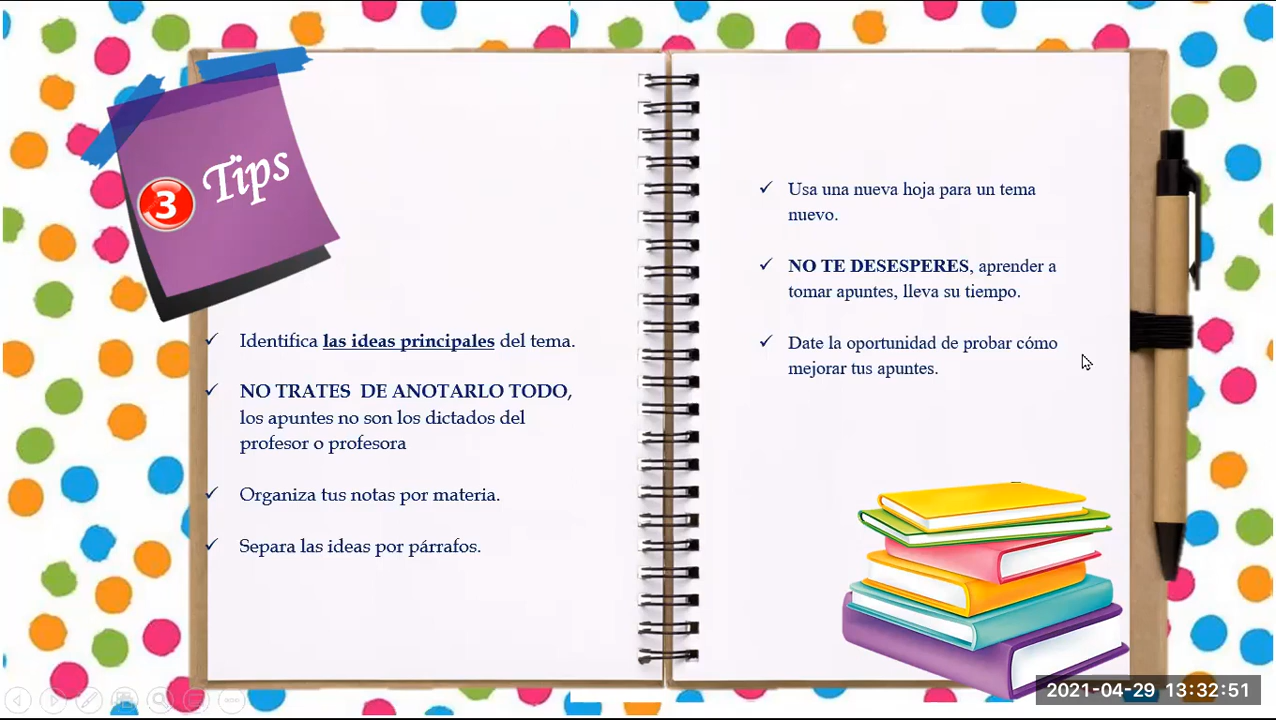 3 Tips
Identifica las ideas principales del tema.
NO TRATES DE ANOTARLO TODO,
los apuntes no son los dictados del
profesor o profesora
Organiza tus notas por materia.
Separa las ideas por párrafos.
Usa una nueva hoja para un tema
nuevo.
NO TE DESESPERES, aprender a
tomar apuntes, lleva su tiempo.
Date la oportunidad de probar cómo
mejorar tus apuntes.
2021-04-29 13:32:51